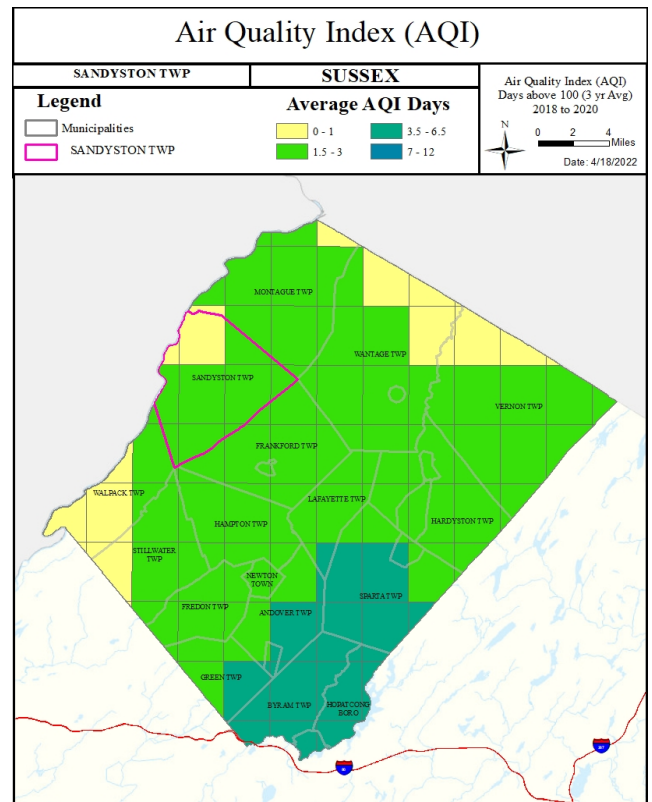 Air Quality Index (AQI)
SANDYSTON TWP
SUSSEX
Air Quality Index (AQI)
Days above 100 (3 yr Avg)
2018 to 2020
N
0 2 4
Miles
Date: 4/18/2022
Legend
Municipalities
SANDYSTON TWP
Average AQI Days
0 - 1
3.5 - 6.5
1.5 - 3
7 - 12
MONTAGUE TWP
WANTAGE TWP
SANDYSTON TWP
VERNON TWP
FRANKFORD TWP
WALPACK TWP
LAFAYETTE TWP
HAMPTON TWP
HARDYSTON TWP
STILLWATER
TWP
NEWTON
TOWN
SPARTA TWP
FREDON TWP
ANDOVER TWP
GREEN TWP
BYRAM TWP
HOPATCONG
BORO
80